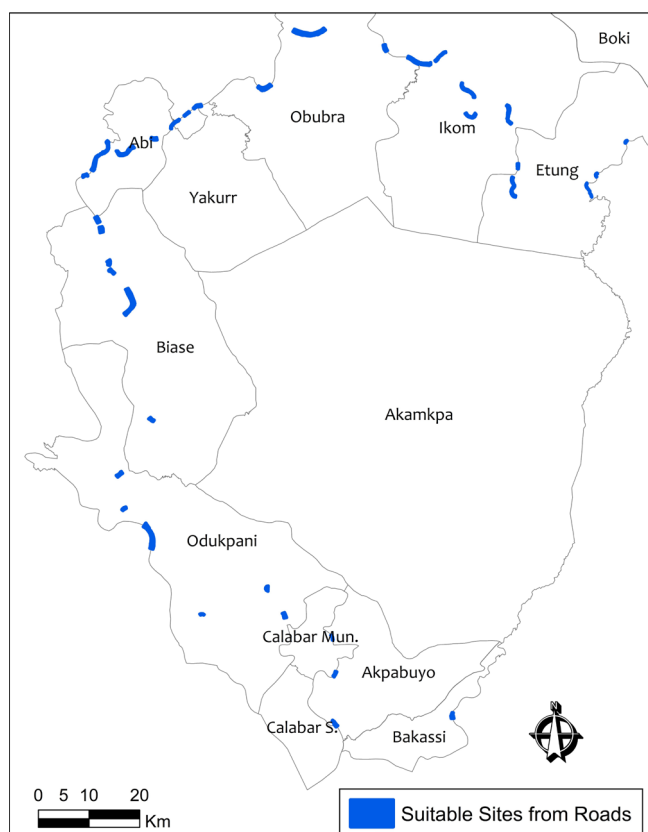 Boki
Obubra
Ikom
Abi
Etung
Yakurr
Biase
Akamkpa
Odukpani
Calabar Mun.
Akpabuyo
Calabar S.
Bakassi
N
0 5 10 20
Km
Suitable Sites from Roads